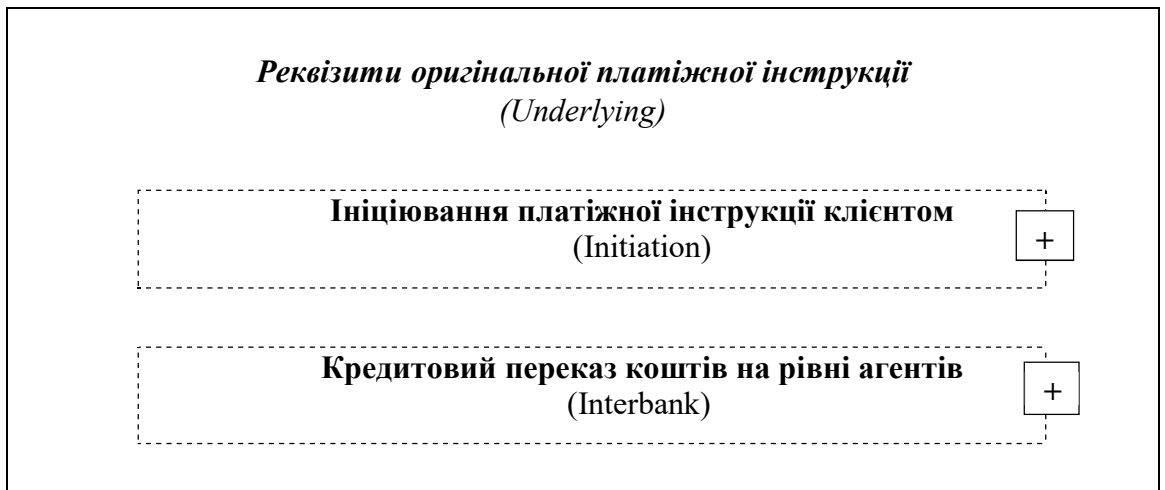 Реквізити оригінальної платіжної інструкції
(Underlying)
Ініціювання платіжної інструкції клієнтом
(Initiation)
+
Кредитовий переказ коштів на рівні агентів
(Interbank)
+